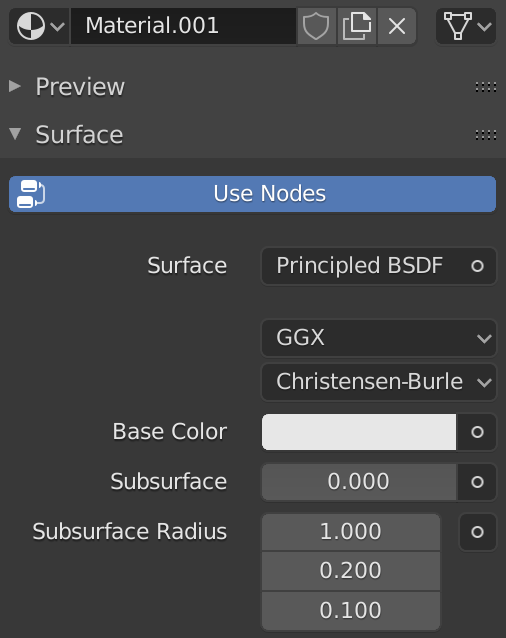 Material.001
Preview
Surface
Use Nodes
Surface Principled BSDF
GGX
Christensen-Burle
Base Color
Subsurface 0.000
Subsurface Radius 1.000
0.200
0.100